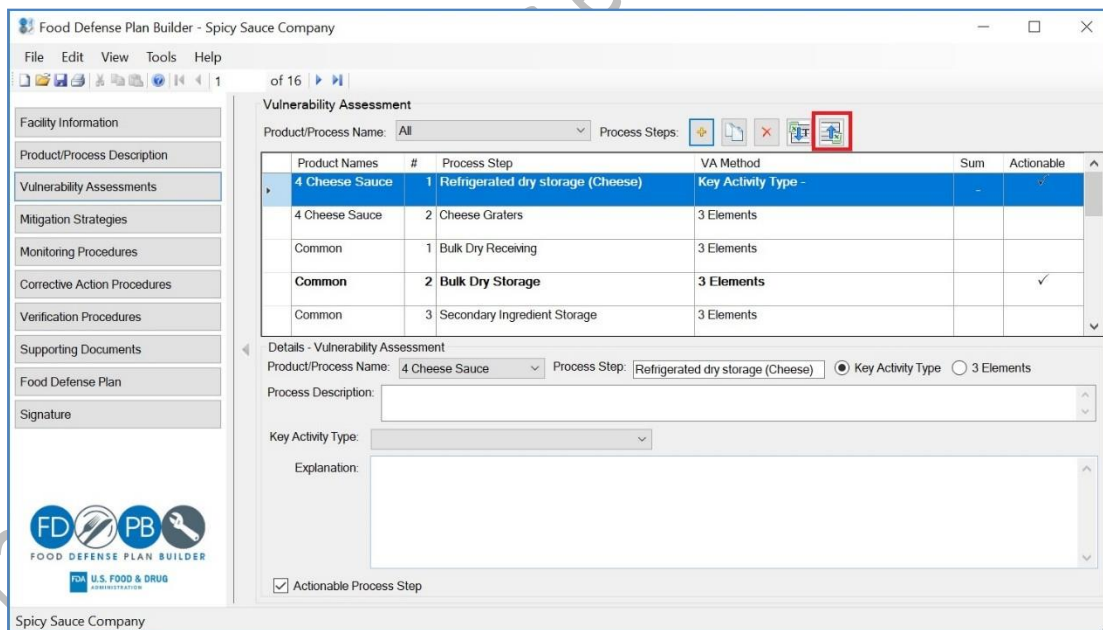 Food Defense Plan Builder - Spicy Sauce Company
File Edit View Tools Help
1 of 16
Facility Information
Product/Process Description
Vulnerability Assessments
Mitigation Strategies
Monitoring Procedures
Corrective Action Procedures
Verification Procedures
Supporting Documents
Food Defense Plan
Signature
FD PB
FOOD DEFENSE PLAN BUILDER
FDA U.S. FOOD & DRUG
ADMINISTRATION
Vulnerability Assessment
Product/Process Name: All Process Steps:
Product Names # Process Step VA Method Sum Actionable
4 Cheese Sauce 1 Refrigerated dry storage (Cheese) Key Activity Type - - ✓
4 Cheese Sauce 2 Cheese Graters 3 Elements
Common 1 Bulk Dry Receiving 3 Elements
Common 2 Bulk Dry Storage 3 Elements ✓
Common 3 Secondary Ingredient Storage 3 Elements
Details - Vulnerability Assessment
Product/Process Name: 4 Cheese Sauce Process Step: Refrigerated dry storage (Cheese) Key Activity Type 3 Elements
Process Description:
Key Activity Type:
Explanation:
Actionable Process Step
Spicy Sauce Company